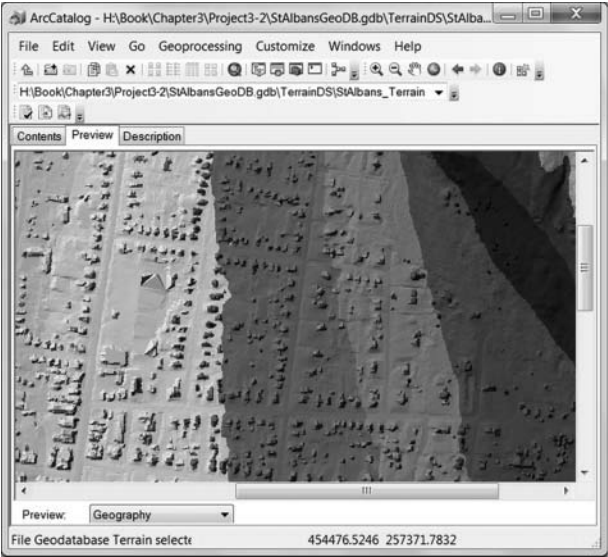 ArcCatalog - H:\Book\Chapter3\Project3-2\StAlbansGeoDB.gdb\TerrainDS\StAlba...
File Edit View Go Geoprocessing Customize Windows Help
H:\Book\Chapter3\Project3-2\StAlbansGeoDB.gdb\TerrainDS\StAlbans_Terrain
Contents Preview Description
Preview: Geography
File Geodatabase Terrain selecte 454476.5246 257371.7832